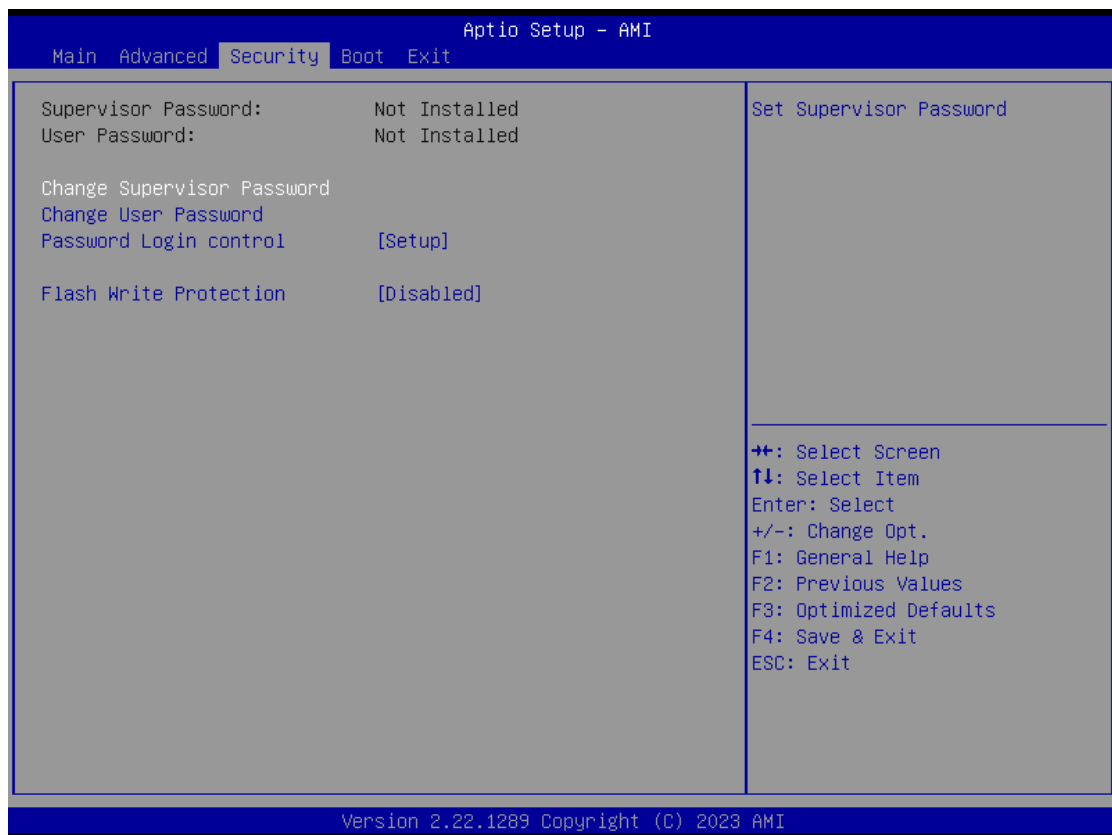 Aptio Setup – AMI
Main Advanced Security Boot Exit
Supervisor Password: Not Installed
User Password: Not Installed
Change Supervisor Password
Change User Password
Password Login control [Setup]
Flash Write Protection [Disabled]
Set Supervisor Password
→←: Select Screen
↑↓: Select Item
Enter: Select
+/-: Change Opt.
F1: General Help
F2: Previous Values
F3: Optimized Defaults
F4: Save & Exit
ESC: Exit
Version 2.22.1289 Copyright (C) 2023 AMI